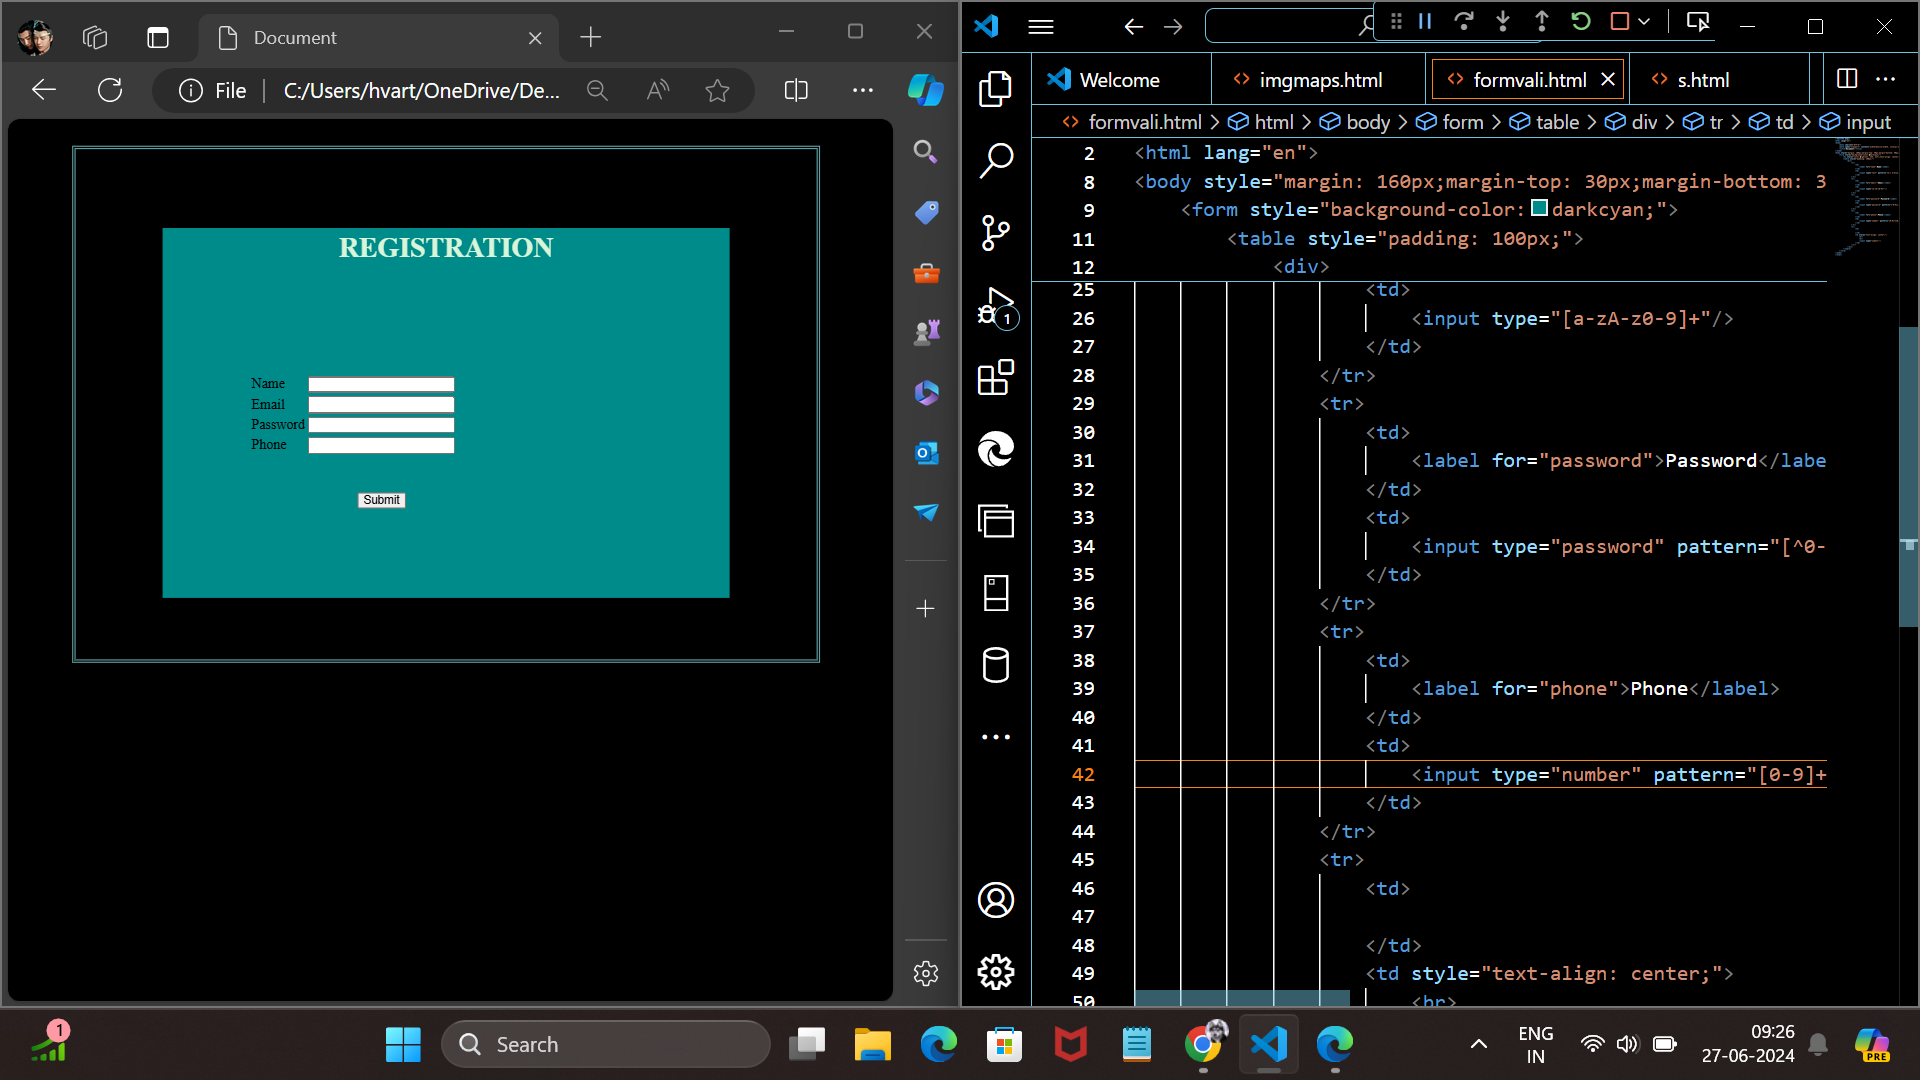 Document
File
C:/Users/hvart/OneDrive/De...
REGISTRATION
Name
Email
Password
Phone
Submit
Welcome
imgmaps.html
formvali.html
s.html
formvali.html > html > body > form > table > div > tr > td > input
2 <html lang="en">
8 <body style="margin: 160px;margin-top: 30px;margin-bottom: 3
9 <form style="background-color: darkcyan;">
11 <table style="padding: 100px;">
12 <div>
25 <td>
26 <input type="[a-zA-z0-9]+"/>
27 </td>
28 </tr>
29 <tr>
30 <td>
31 <label for="password">Password</labe
32 </td>
33 <td>
34 <input type="password" pattern="[^0-
35 </td>
36 </tr>
37 <tr>
38 <td>
39 <label for="phone">Phone</label>
40 </td>
41 <td>
42 <input type="number" pattern="[0-9]+
43 </td>
44 </tr>
45 <tr>
46 <td>
47
48 </td>
49 <td style="text-align: center;">
50 <br>
1
1
Search
ENG
IN
09:26
27-06-2024
PRE